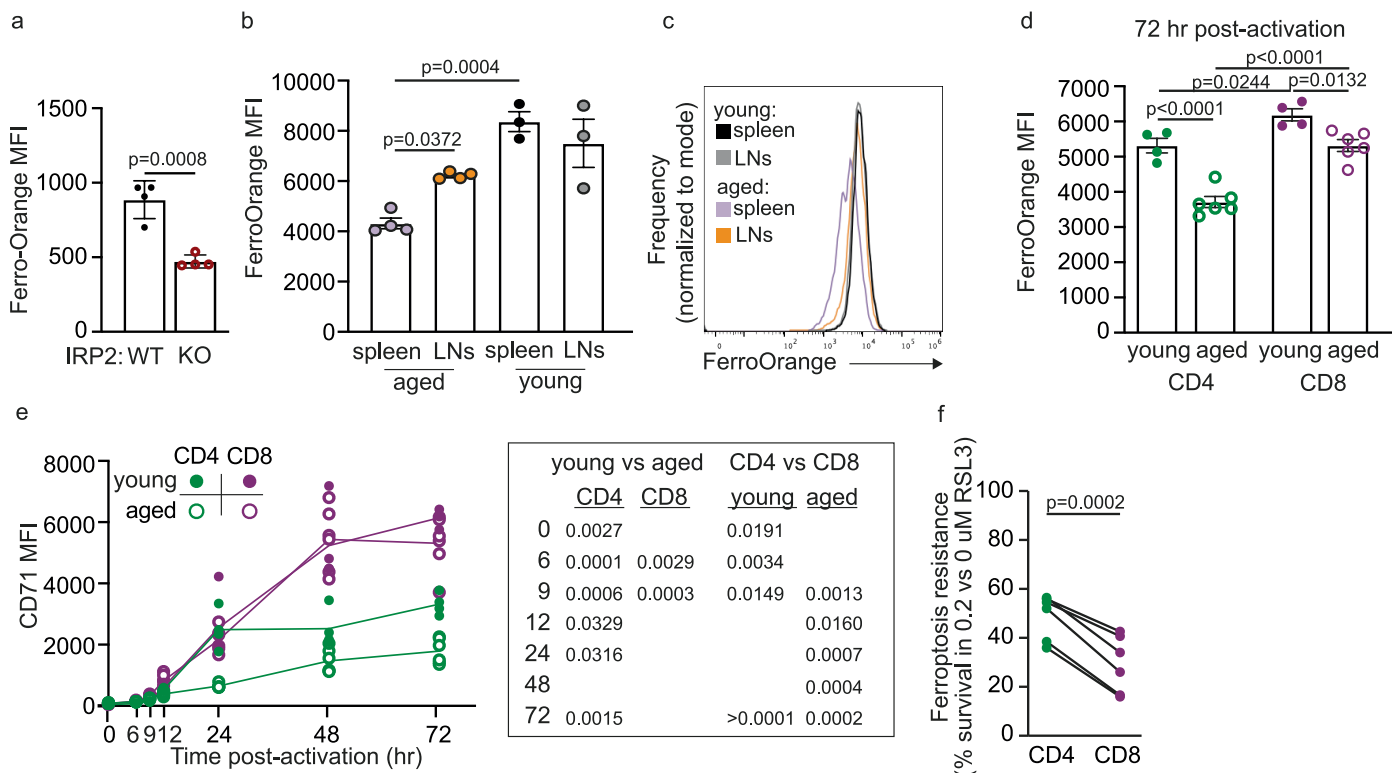 a
Ferro-Orange MFI
1500
1000
500
0
p=0.0008
IRP2: WT KO
b
FerroOrange MFI
10000
8000
6000
4000
2000
0
p=0.0004
p=0.0372
spleen LNs spleen LNs
aged young
c
Frequency
(normalized to mode)
young:
spleen
LNs
aged:
spleen
LNs
0 10² 10³ 10⁴ 10⁵ 10⁶
FerroOrange
d
72 hr post-activation
FerroOrange MFI
7000
6000
5000
4000
3000
2000
1000
0
p<0.0001
p=0.0244 p=0.0132
p<0.0001
young aged young aged
CD4 CD8
e
CD71 MFI
8000
6000
4000
2000
0
CD4 CD8
young
aged
0 6 9 12 24 48 72
Time post-activation (hr)
young vs aged CD4 vs CD8
CD4 CD8 young aged
0 0.0027 0.0191
6 0.0001 0.0029 0.0034
9 0.0006 0.0003 0.0149 0.0013
12 0.0329 0.0160
24 0.0316 0.0007
48 0.0004
72 0.0015 >0.0001 0.0002
f
Ferroptosis resistance
(% survival in 0.2 vs 0 uM RSL3)
100
80
60
40
20
0
p=0.0002
CD4 CD8